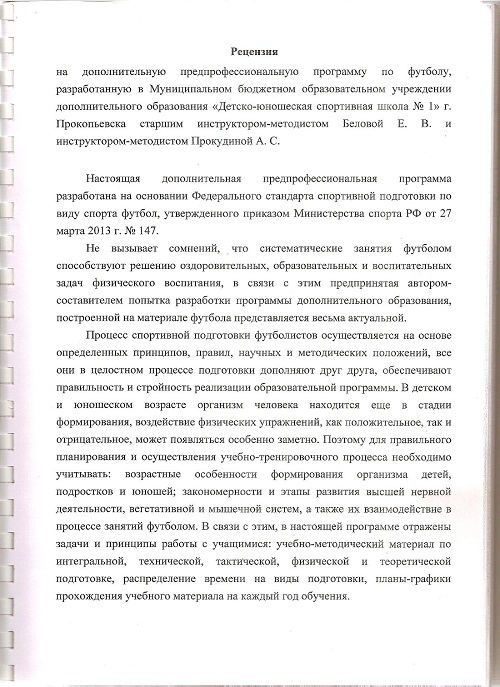 Рецензия
на дополнительную предпрофессиональную программу по футболу,
разработанную в Муниципальном бюджетном образовательном учреждении
дополнительного образования «Детско-юношеская спортивная школа № 1» г.
Прокопьевска старшим инструктором-методистом Беловой Е. В. и
инструктором-методистом Прокудиной А. С.
Настоящая дополнительная предпрофессиональная программа
разработана на основании Федерального стандарта спортивной подготовки по
виду спорта футбол, утвержденного приказом Министерства спорта РФ от 27
марта 2013 г. № 147.
Не вызывает сомнений, что систематические занятия футболом
способствуют решению оздоровительных, образовательных и воспитательных
задач физического воспитания, в связи с этим предпринятая автором-
составителем попытка разработки программы дополнительного образования,
построенной на материале футбола представляется весьма актуальной.
Процесс спортивной подготовки футболистов осуществляется на основе
определенных принципов, правил, научных и методических положений, все
они в целостном процессе подготовки дополняют друг друга, обеспечивают
правильность и стройность реализации образовательной программы. В детском
и юношеском возрасте организм человека находится еще в стадии
формирования, воздействие физических упражнений, как положительное, так и
отрицательное, может появляться особенно заметно. Поэтому для правильного
планирования и осуществления учебно-тренировочного процесса необходимо
учитывать: возрастные особенности формирования организма детей,
подростков и юношей; закономерности и этапы развития высшей нервной
деятельности, вегетативной и мышечной систем, а также их взаимодействие в
процессе занятий футболом. В связи с этим, в настоящей программе отражены
задачи и принципы работы с учащимися: учебно-методический материал по
интегральной, технической, тактической, физической и теоретической
подготовке, распределение времени на виды подготовки, планы-графики
прохождения учебного материала на каждый год обучения.